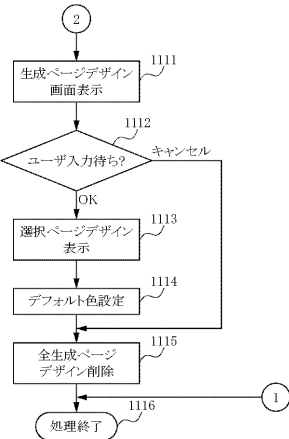 2
1111
生成ページデザイン
画面表示
1112
ユーザ入力待ち?
キャンセル
OK
1113
選択ページデザイン
表示
1114
デフォルト色設定
1115
全生成ページ
デザイン削除
1
1116
処理終了